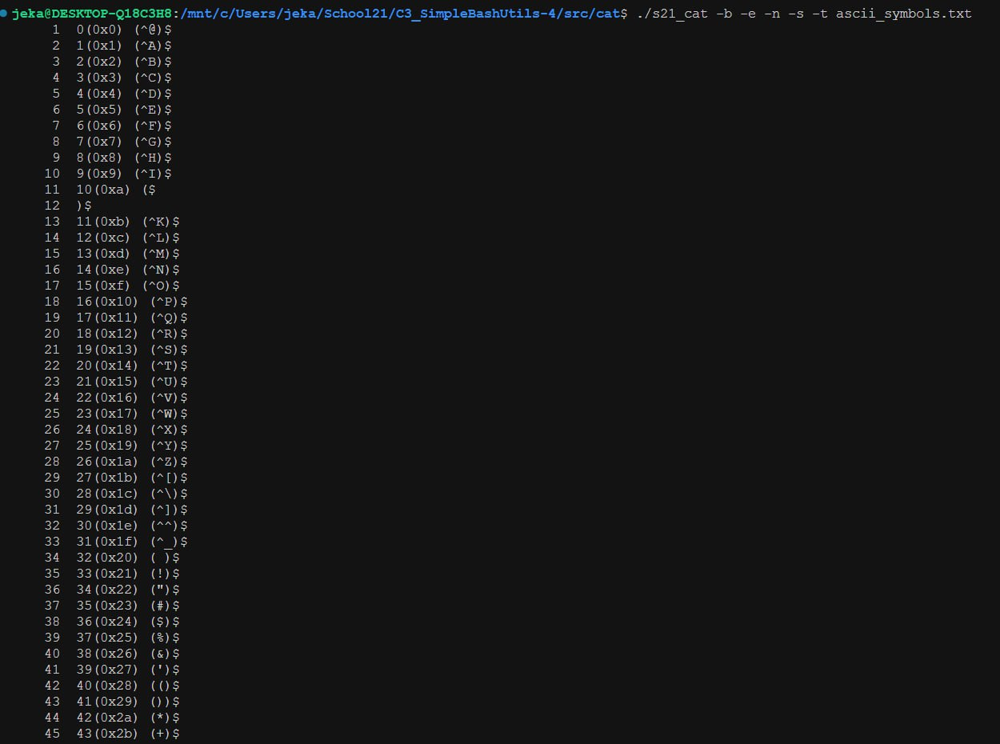 jeka@DESKTOP-Q18C3H8:/mnt/c/Users/jeka/School21/C3_SimpleBashUtils-4/src/cat$ ./s21_cat -b -e -n -s -t ascii_symbols.txt
     1  0(0x0) (^@)$
     2  1(0x1) (^A)$
     3  2(0x2) (^B)$
     4  3(0x3) (^C)$
     5  4(0x4) (^D)$
     6  5(0x5) (^E)$
     7  6(0x6) (^F)$
     8  7(0x7) (^G)$
     9  8(0x8) (^H)$
    10  9(0x9) (^I)$
    11  10(0xa) ($
    12  )$
    13  11(0xb) (^K)$
    14  12(0xc) (^L)$
    15  13(0xd) (^M)$
    16  14(0xe) (^N)$
    17  15(0xf) (^O)$
    18  16(0x10) (^P)$
    19  17(0x11) (^Q)$
    20  18(0x12) (^R)$
    21  19(0x13) (^S)$
    22  20(0x14) (^T)$
    23  21(0x15) (^U)$
    24  22(0x16) (^V)$
    25  23(0x17) (^W)$
    26  24(0x18) (^X)$
    27  25(0x19) (^Y)$
    28  26(0x1a) (^Z)$
    29  27(0x1b) (^[)$
    30  28(0x1c) (^\)$
    31  29(0x1d) (^])$
    32  30(0x1e) (^^)$
    33  31(0x1f) (^_)$
    34  32(0x20) ( )$
    35  33(0x21) (!)$
    36  34(0x22) (")$
    37  35(0x23) (#)$
    38  36(0x24) ($)$
    39  37(0x25) (%)$
    40  38(0x26) (&)$
    41  39(0x27) (')$
    42  40(0x28) (()$
    43  41(0x29) ())$
    44  42(0x2a) (*)$
    45  43(0x2b) (+)$